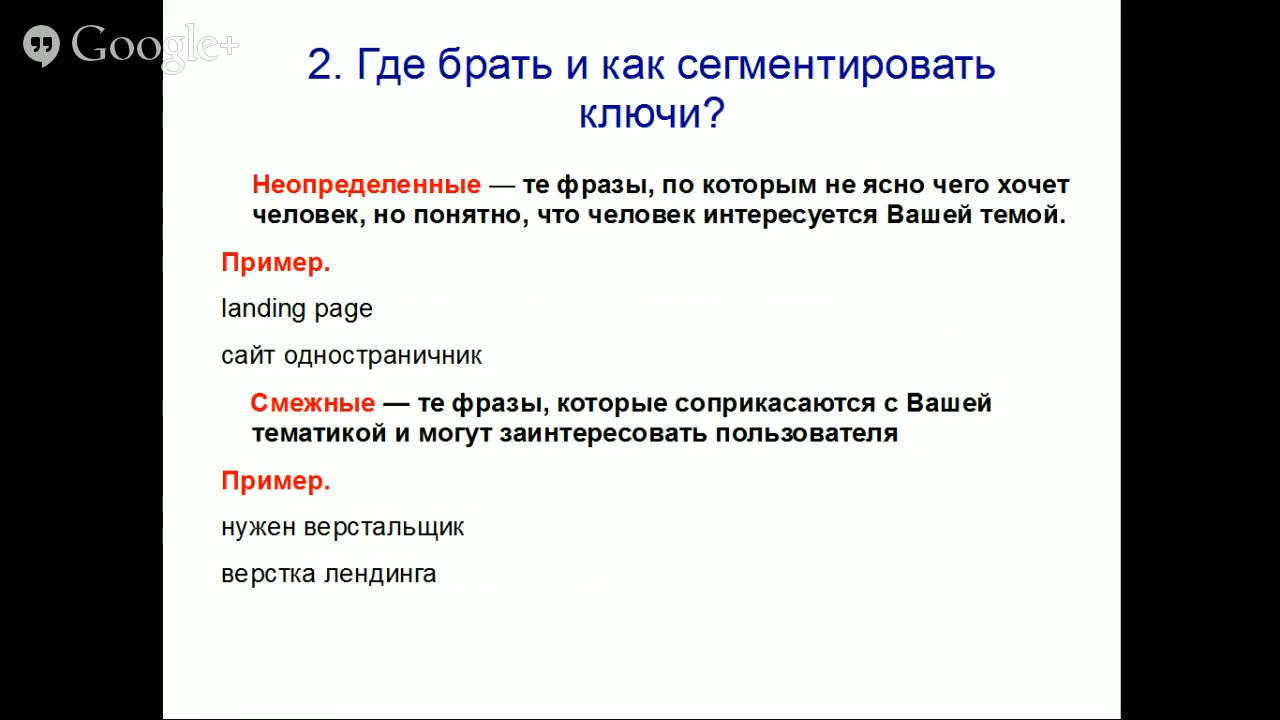 Google+
2. Где брать и как сегментировать
ключи?
Неопределенные — те фразы, по которым не ясно чего хочет
человек, но понятно, что человек интересуется Вашей темой.
Пример.
landing page
сайт одностраничник
Смежные — те фразы, которые соприкасаются с Вашей
тематикой и могут заинтересовать пользователя
Пример.
нужен верстальщик
верстка лендинга